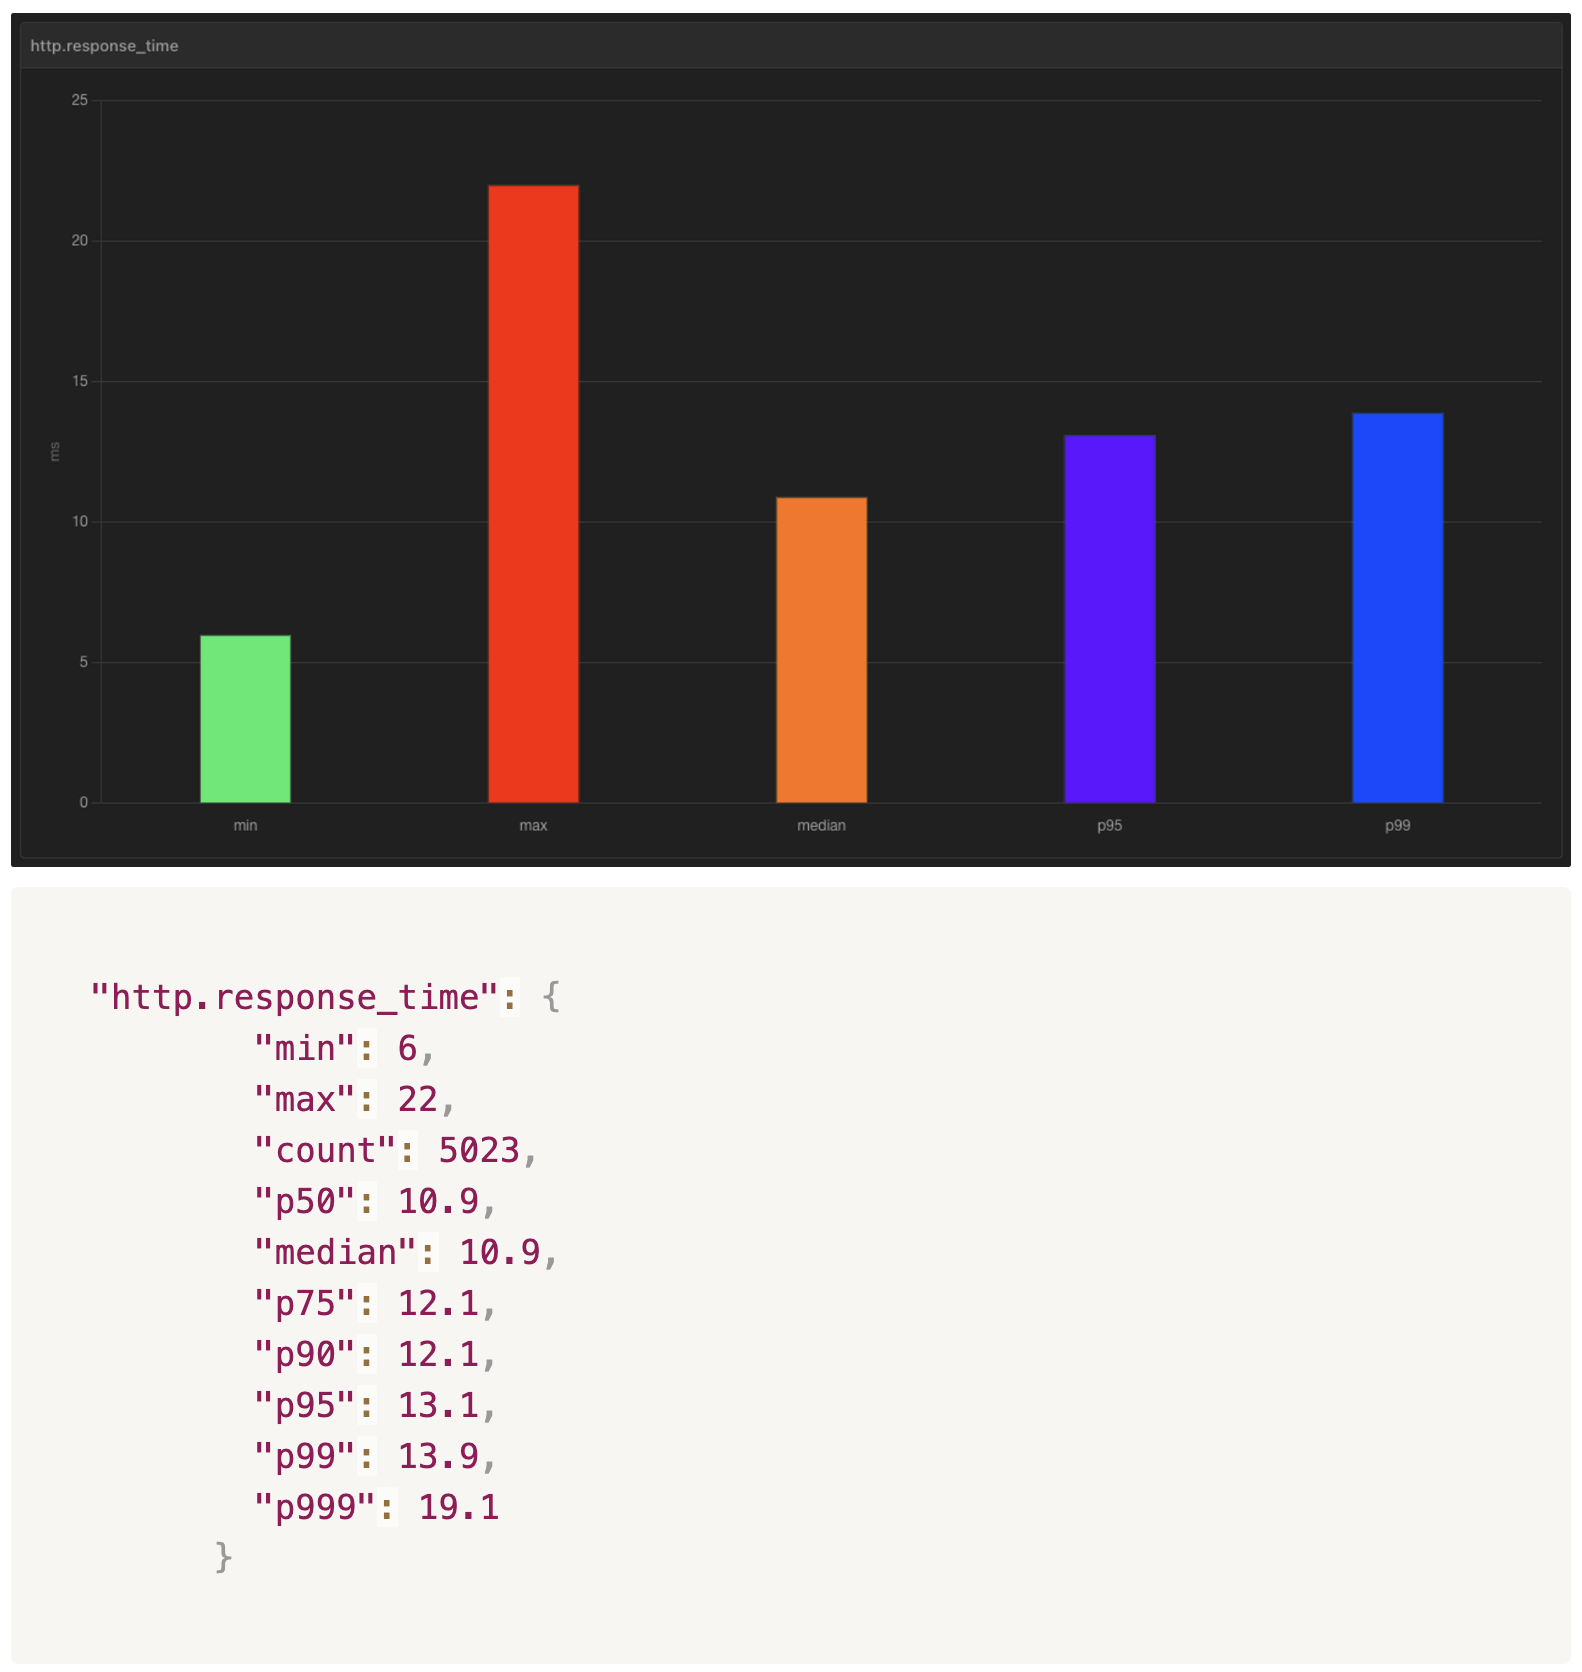 http.response_time
25
20
15
ms
10
5
0
min max median p95 p99
"http.response_time": {
"min": 6,
"max": 22,
"count": 5023,
"p50": 10.9,
"median": 10.9,
"p75": 12.1,
"p90": 12.1,
"p95": 13.1,
"p99": 13.9,
"p999": 19.1
}